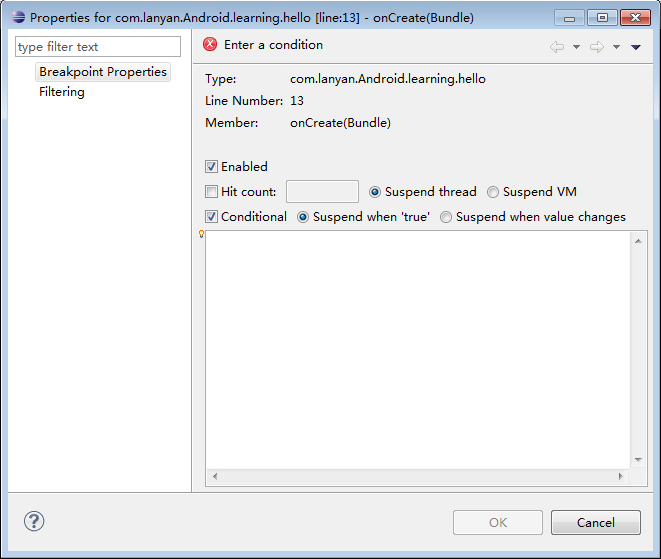 Properties for com.lanyan.Android.learning.hello [line:13] - onCreate(Bundle)
type filter text
Breakpoint Properties
Filtering
Enter a condition
Type: com.lanyan.Android.learning.hello
Line Number: 13
Member: onCreate(Bundle)
Enabled
Hit count: Suspend thread Suspend VM
Conditional Suspend when 'true' Suspend when value changes
?
OK Cancel